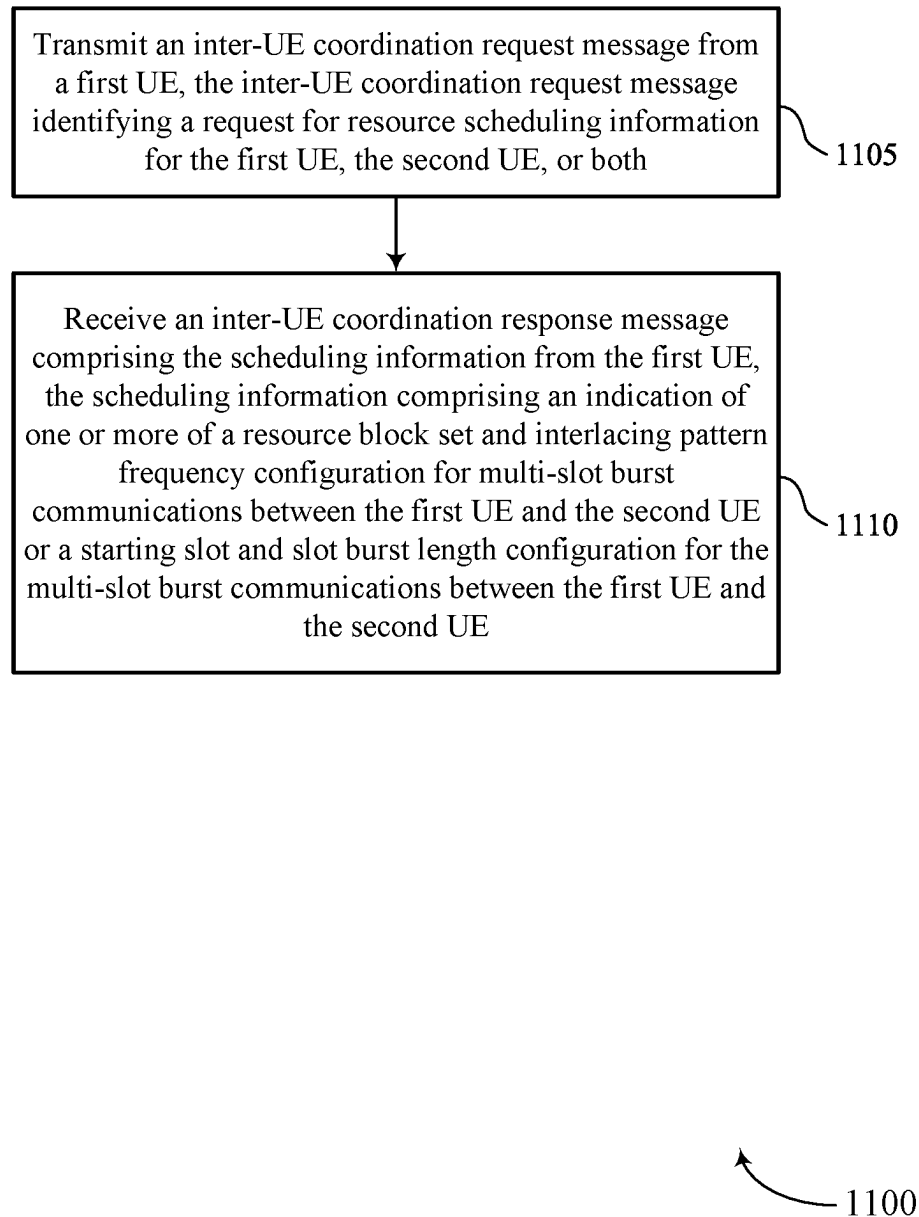 Transmit an inter-UE coordination request message from
a first UE, the inter-UE coordination request message
identifying a request for resource scheduling information
for the first UE, the second UE, or both
1105
Receive an inter-UE coordination response message
comprising the scheduling information from the first UE,
the scheduling information comprising an indication of
one or more of a resource block set and interlacing pattern
frequency configuration for multi-slot burst
communications between the first UE and the second UE
or a starting slot and slot burst length configuration for the
multi-slot burst communications between the first UE and
the second UE
1110
1100